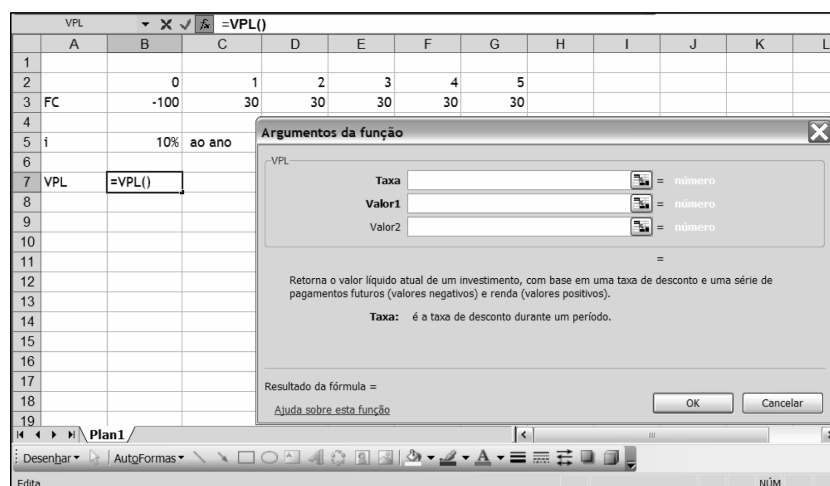 VPL =VPL()
A B C D E F G H I J K L
1
2 0 1 2 3 4 5
3 FC -100 30 30 30 30 30
4
5 i 10% ao ano
6
7 VPL =VPL()
8
9
10
11
12
13
14
15
16
17
18
19
Argumentos da função
VPL
Taxa = número
Valor1 = número
Valor2 = número
=
Retorna o valor líquido atual de um investimento, com base em uma taxa de desconto e uma série de
pagamentos futuros (valores negativos) e renda (valores positivos).
Taxa: é a taxa de desconto durante um período.
Resultado da fórmula =
Ajuda sobre esta função
OK Cancelar
Plan1
Desenhar AutoFormas
Edita NÚM